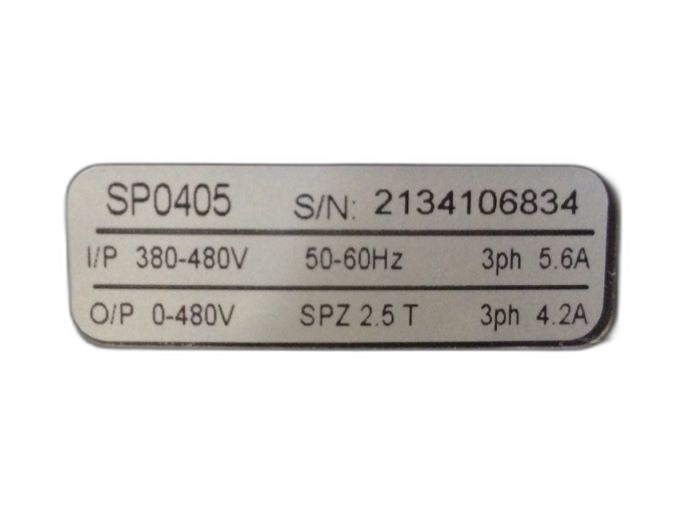 SP0405 S/N: 2134106834
I/P 380-480V 50-60Hz 3ph 5.6A
O/P 0-480V SPZ 2.5 T 3ph 4.2A